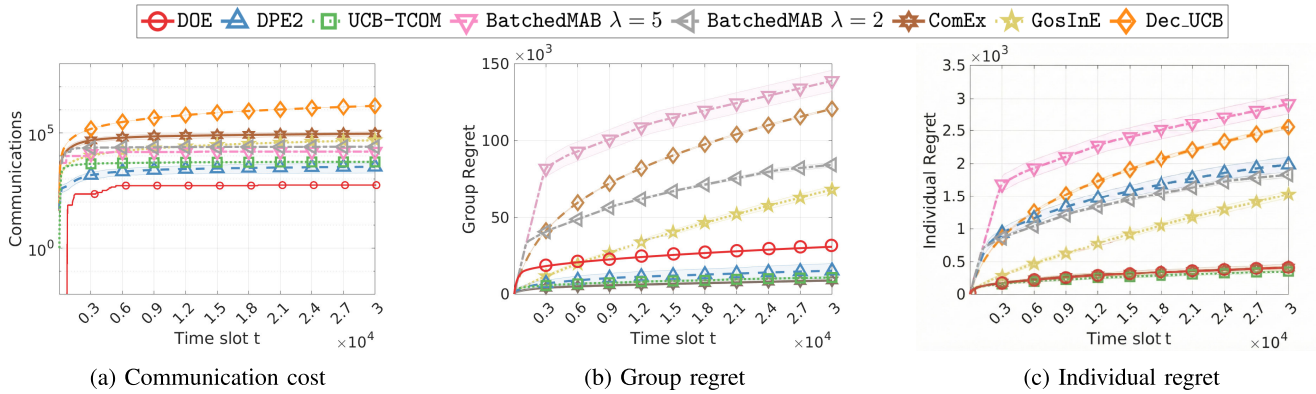 DOE DPE2 UCB-TCOM BatchedMAB λ = 5 BatchedMAB λ = 2 ComEx GosInE Dec_UCB
Communications
10^5
10^0
0.3 0.6 0.9 1.2 1.5 1.8 2.1 2.4 2.7 3
Time slot t
×10^4
(a) Communication cost
×10^3
Group Regret
150
100
50
0
0.3 0.6 0.9 1.2 1.5 1.8 2.1 2.4 2.7 3
Time slot t
×10^4
(b) Group regret
×10^3
Individual Regret
3.5
3
2.5
2
1.5
1
0.5
0
0.3 0.6 0.9 1.2 1.5 1.8 2.1 2.4 2.7 3
Time slot t
×10^4
(c) Individual regret